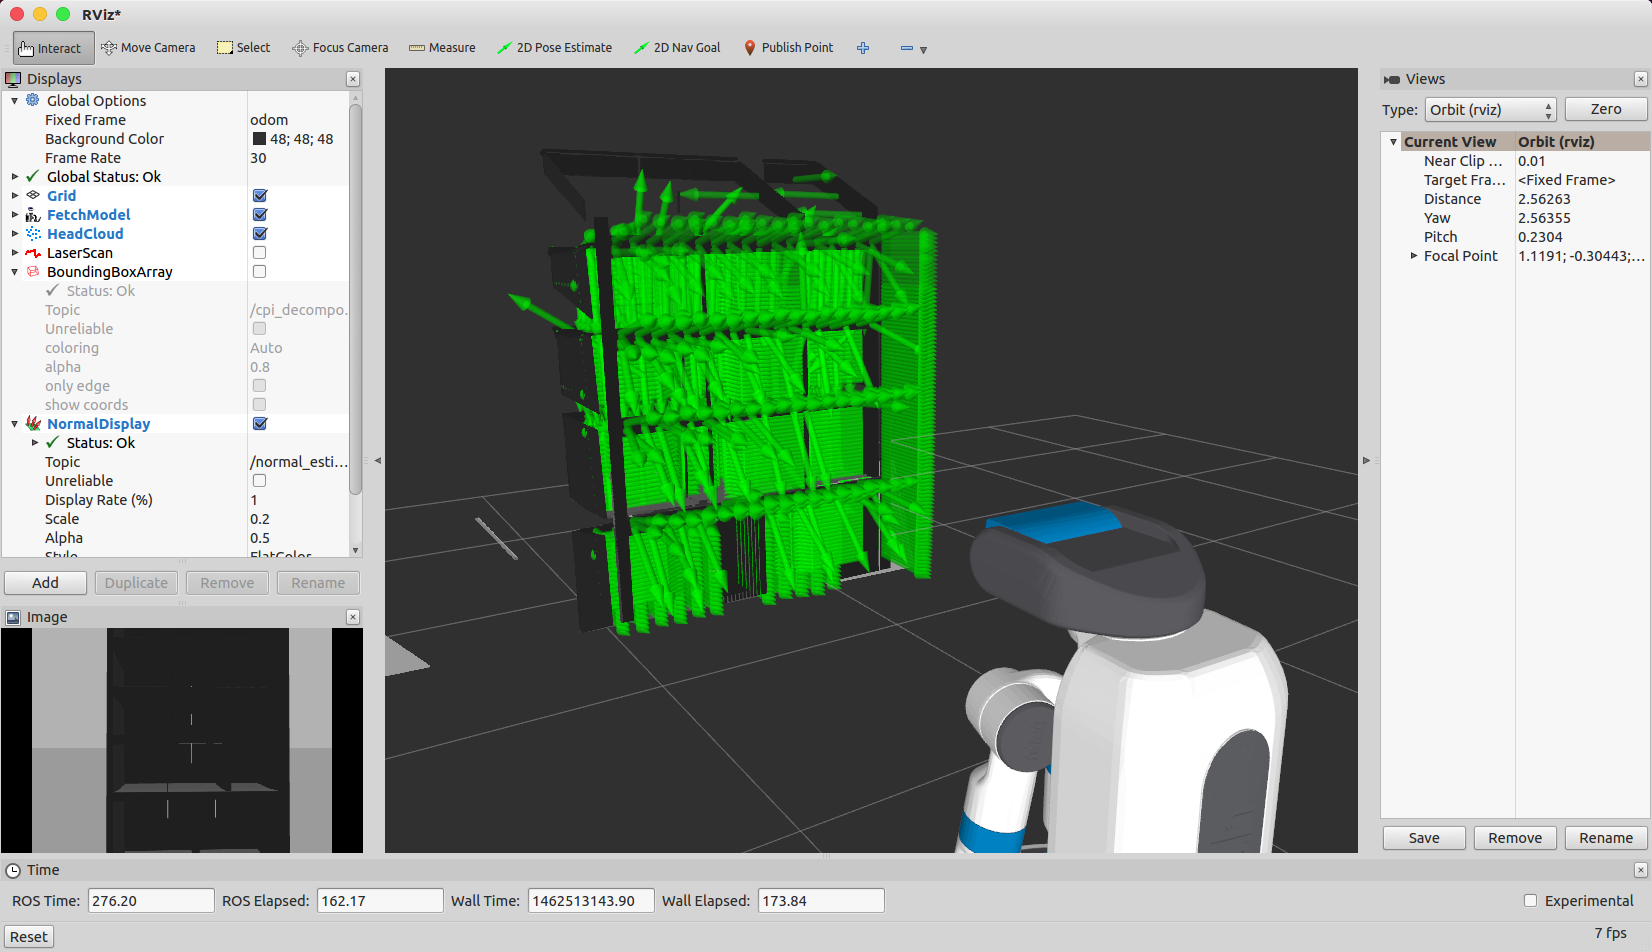 RViz*
Interact Move Camera Select Focus Camera Measure 2D Pose Estimate 2D Nav Goal Publish Point
Displays
Global Options
Fixed Frame odom
Background Color 48; 48; 48
Frame Rate 30
Global Status: Ok
Grid
FetchModel
HeadCloud
LaserScan
BoundingBoxArray
Status: Ok
Topic /cpi_decompo...
Unreliable
coloring Auto
alpha 0.8
only edge
show coords
NormalDisplay
Status: Ok
Topic /normal_esti...
Unreliable
Display Rate (%) 1
Scale 0.2
Alpha 0.5
Style FlatColor
Add Duplicate Remove Rename
Image
Views
Type: Orbit (rviz) Zero
Current View Orbit (rviz)
Near Clip ... 0.01
Target Fra... <Fixed Frame>
Distance 2.56263
Yaw 2.56355
Pitch 0.2304
Focal Point 1.1191; -0.30443;...
Save Remove Rename
Time
ROS Time: 276.20 ROS Elapsed: 162.17 Wall Time: 1462513143.90 Wall Elapsed: 173.84 Experimental
Reset 7 fps